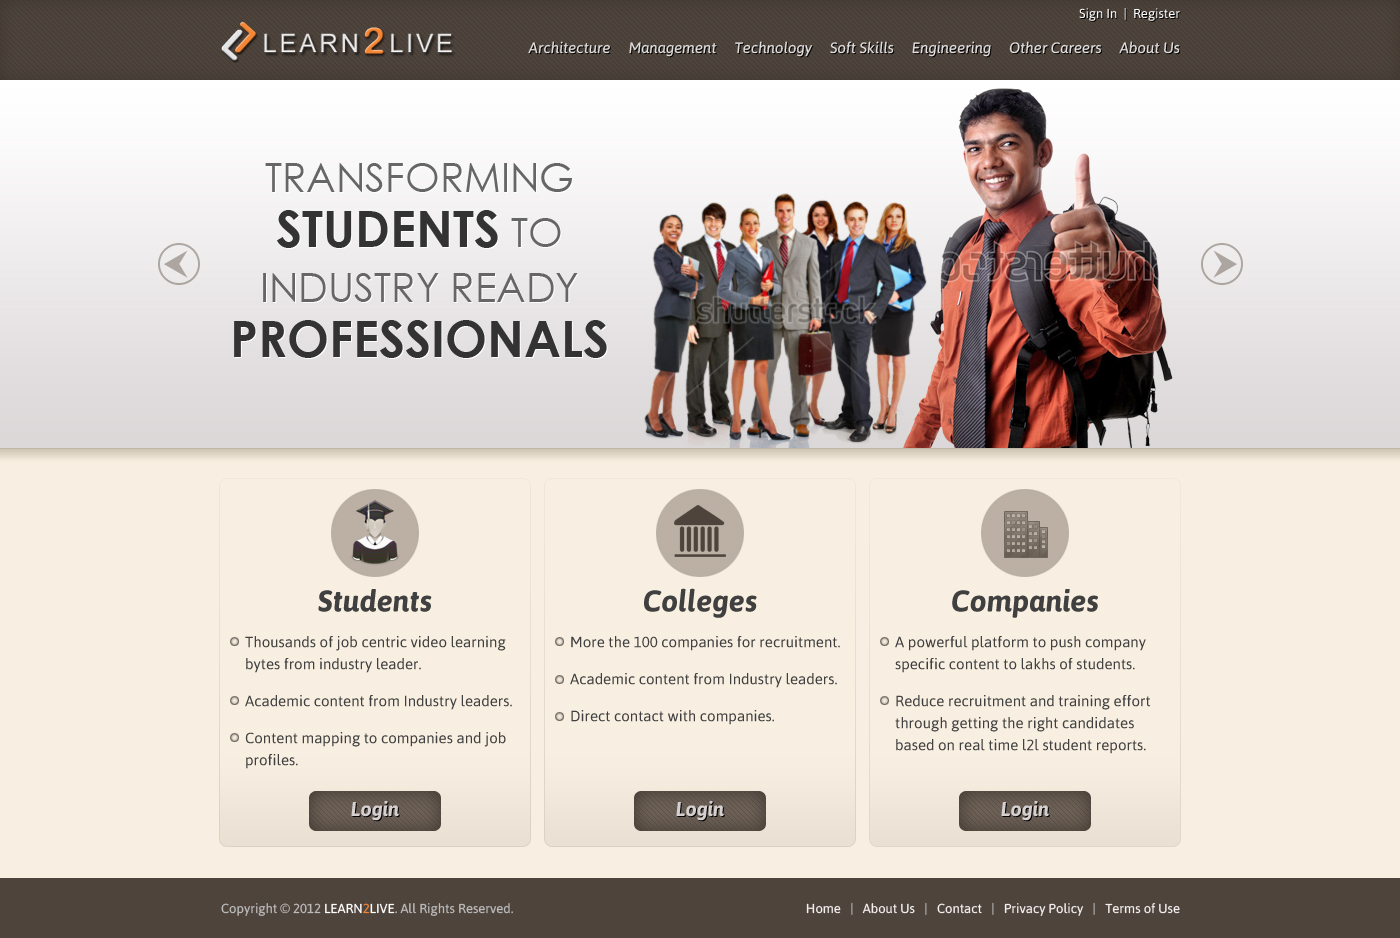 Sign In | Register
LEARN2LIVE
Architecture Management Technology Soft Skills Engineering Other Careers About Us
TRANSFORMING
STUDENTS TO
INDUSTRY READY
PROFESSIONALS
shutterstock
shutterstock
Students
Thousands of job centric video learning
bytes from industry leader.
Academic content from Industry leaders.
Content mapping to companies and job
profiles.
Login
Colleges
More the 100 companies for recruitment.
Academic content from Industry leaders.
Direct contact with companies.
Login
Companies
A powerful platform to push company
specific content to lakhs of students.
Reduce recruitment and training effort
through getting the right candidates
based on real time l2l student reports.
Login
Copyright © 2012 LEARN2LIVE. All Rights Reserved.
Home | About Us | Contact | Privacy Policy | Terms of Use